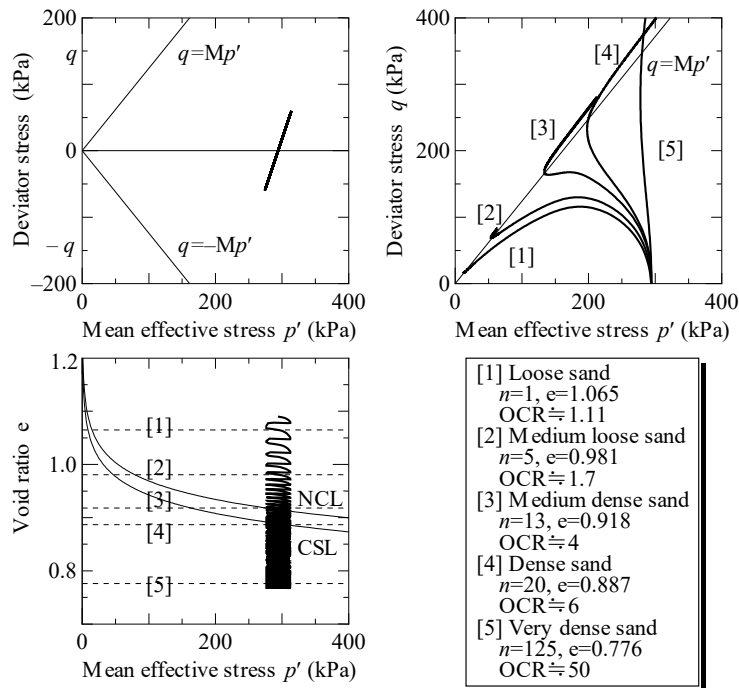 200
100
0
–200
q
– q
q=Mp′
q=–Mp′
Deviator stress (kPa)
0 200 400
Mean effective stress p′ (kPa)
400
200
0
[4]
q=Mp′
[3]
[5]
[2]
[1]
Deviator stress q (kPa)
0 200 400
Mean effective stress p′ (kPa)
1.2
1.0
0.8
[1]
[2]
[3]
NCL
[4]
CSL
[5]
Void ratio e
0 200 400
Mean effective stress p′ (kPa)
[1] Loose sand
n=1, e=1.065
OCR≒1.11
[2] Medium loose sand
n=5, e=0.981
OCR≒1.7
[3] Medium dense sand
n=13, e=0.918
OCR≒4
[4] Dense sand
n=20, e=0.887
OCR≒6
[5] Very dense sand
n=125, e=0.776
OCR≒50